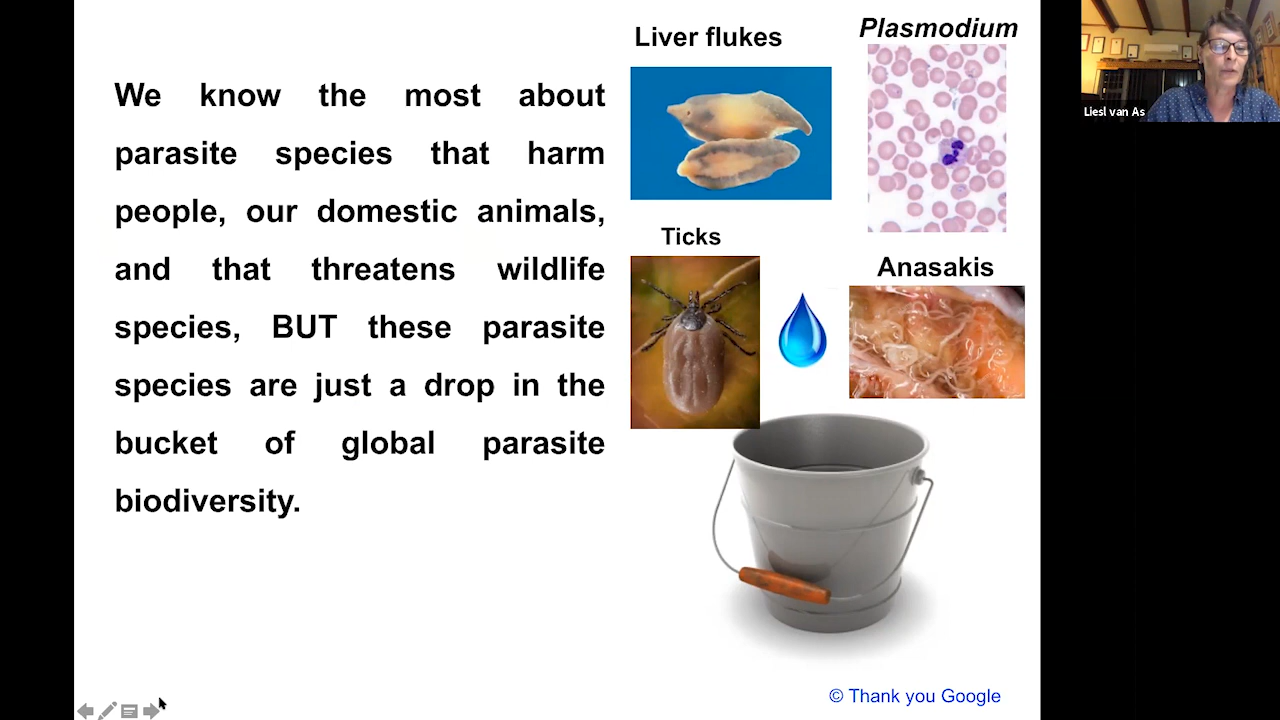 We know the most about
parasite species that harm
people, our domestic animals,
and that threatens wildlife
species, BUT these parasite
species are just a drop in the
bucket of global parasite
biodiversity.
Liver flukes
Plasmodium
Ticks
Anasakis
© Thank you Google
Liesl van As